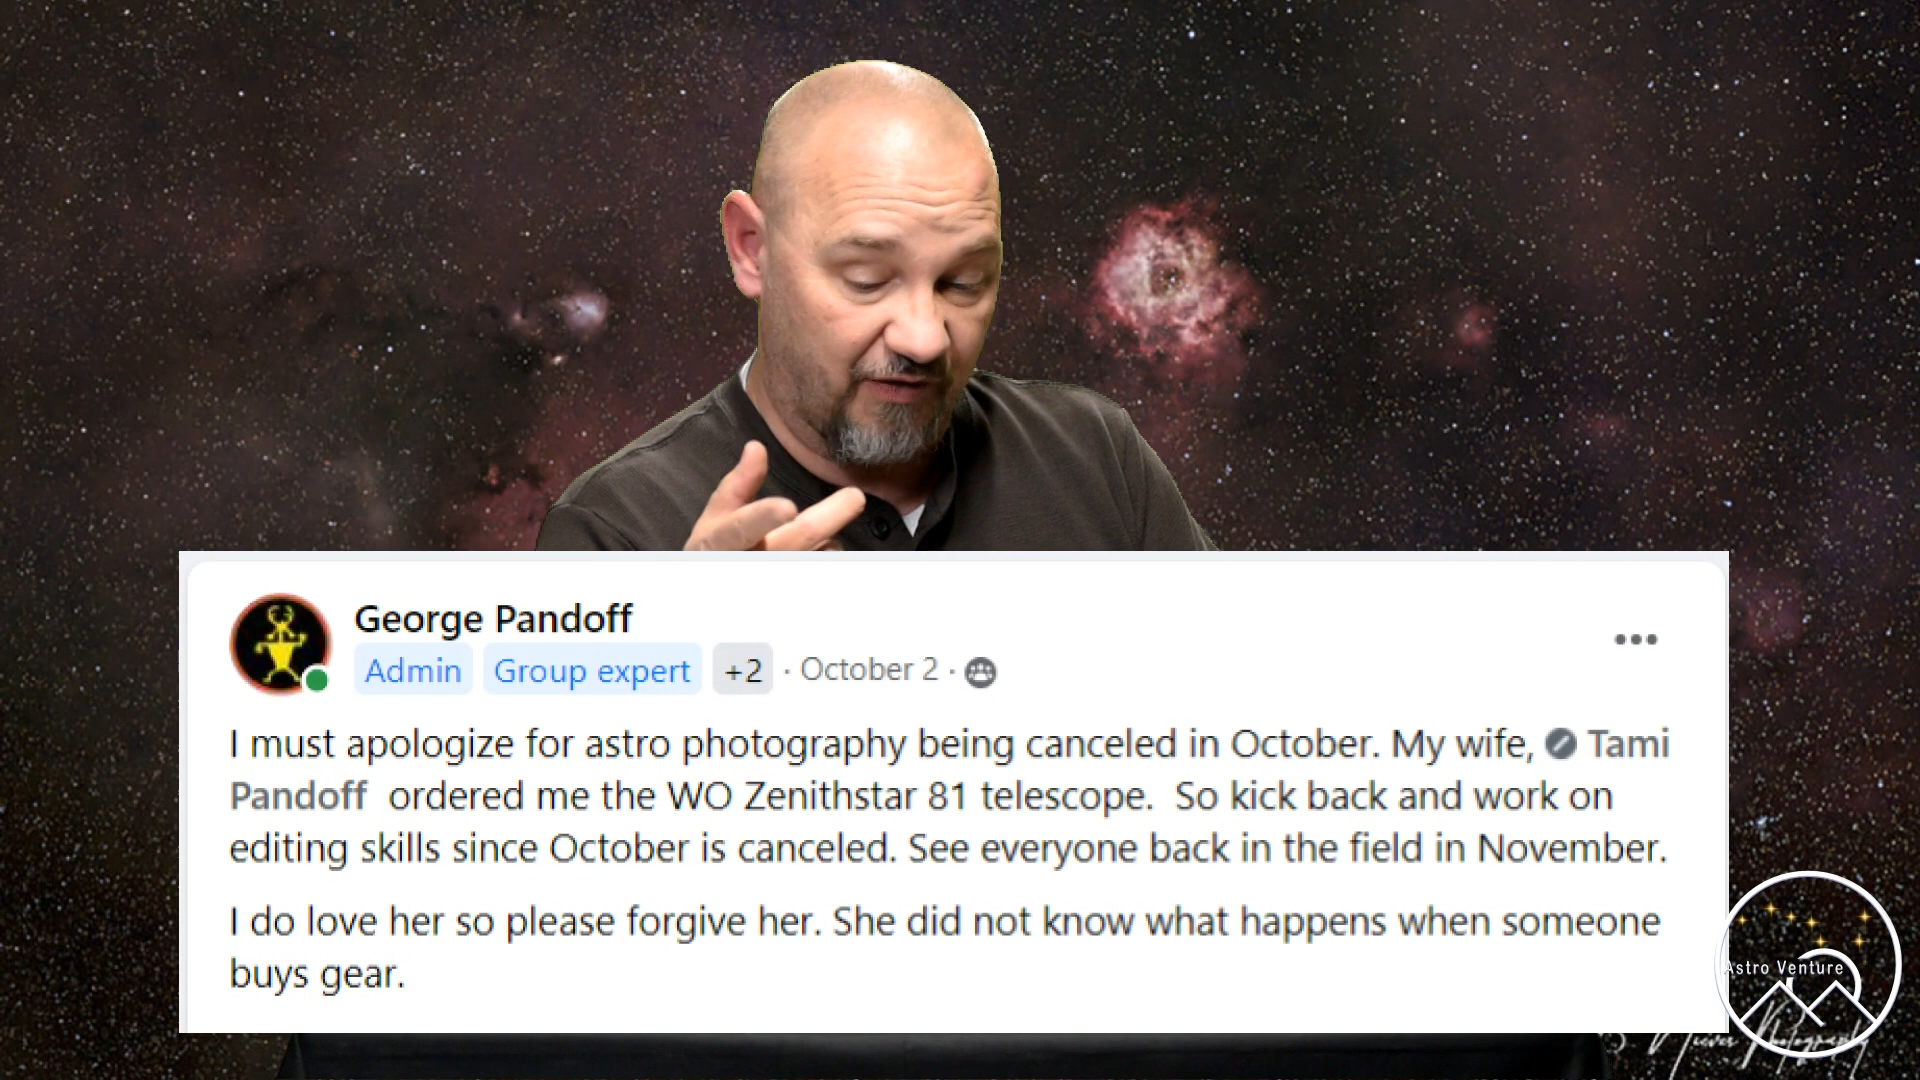 George Pandoff
Admin Group expert +2 · October 2 ·
I must apologize for astro photography being canceled in October. My wife, Tami
Pandoff ordered me the WO Zenithstar 81 telescope. So kick back and work on
editing skills since October is canceled. See everyone back in the field in November.
I do love her so please forgive her. She did not know what happens when someone
buys gear.
Astro Venture
Photography